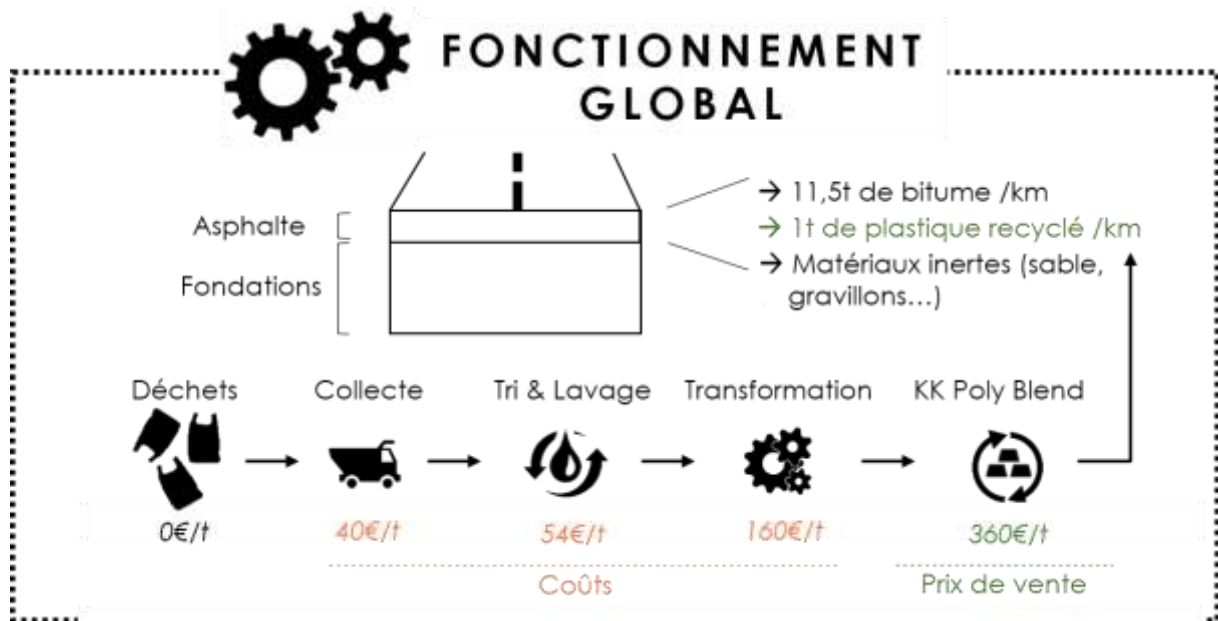 FONCTIONNEMENT
GLOBAL
Asphalte
Fondations
→ 11,5t de bitume /km
→ 1t de plastique recyclé /km
→ Matériaux inertes (sable,
gravillons...)
Déchets
Collecte
Tri & Lavage
Transformation
KK Poly Blend
0€/t
40€/t
54€/t
160€/t
360€/t
Coûts
Prix de vente